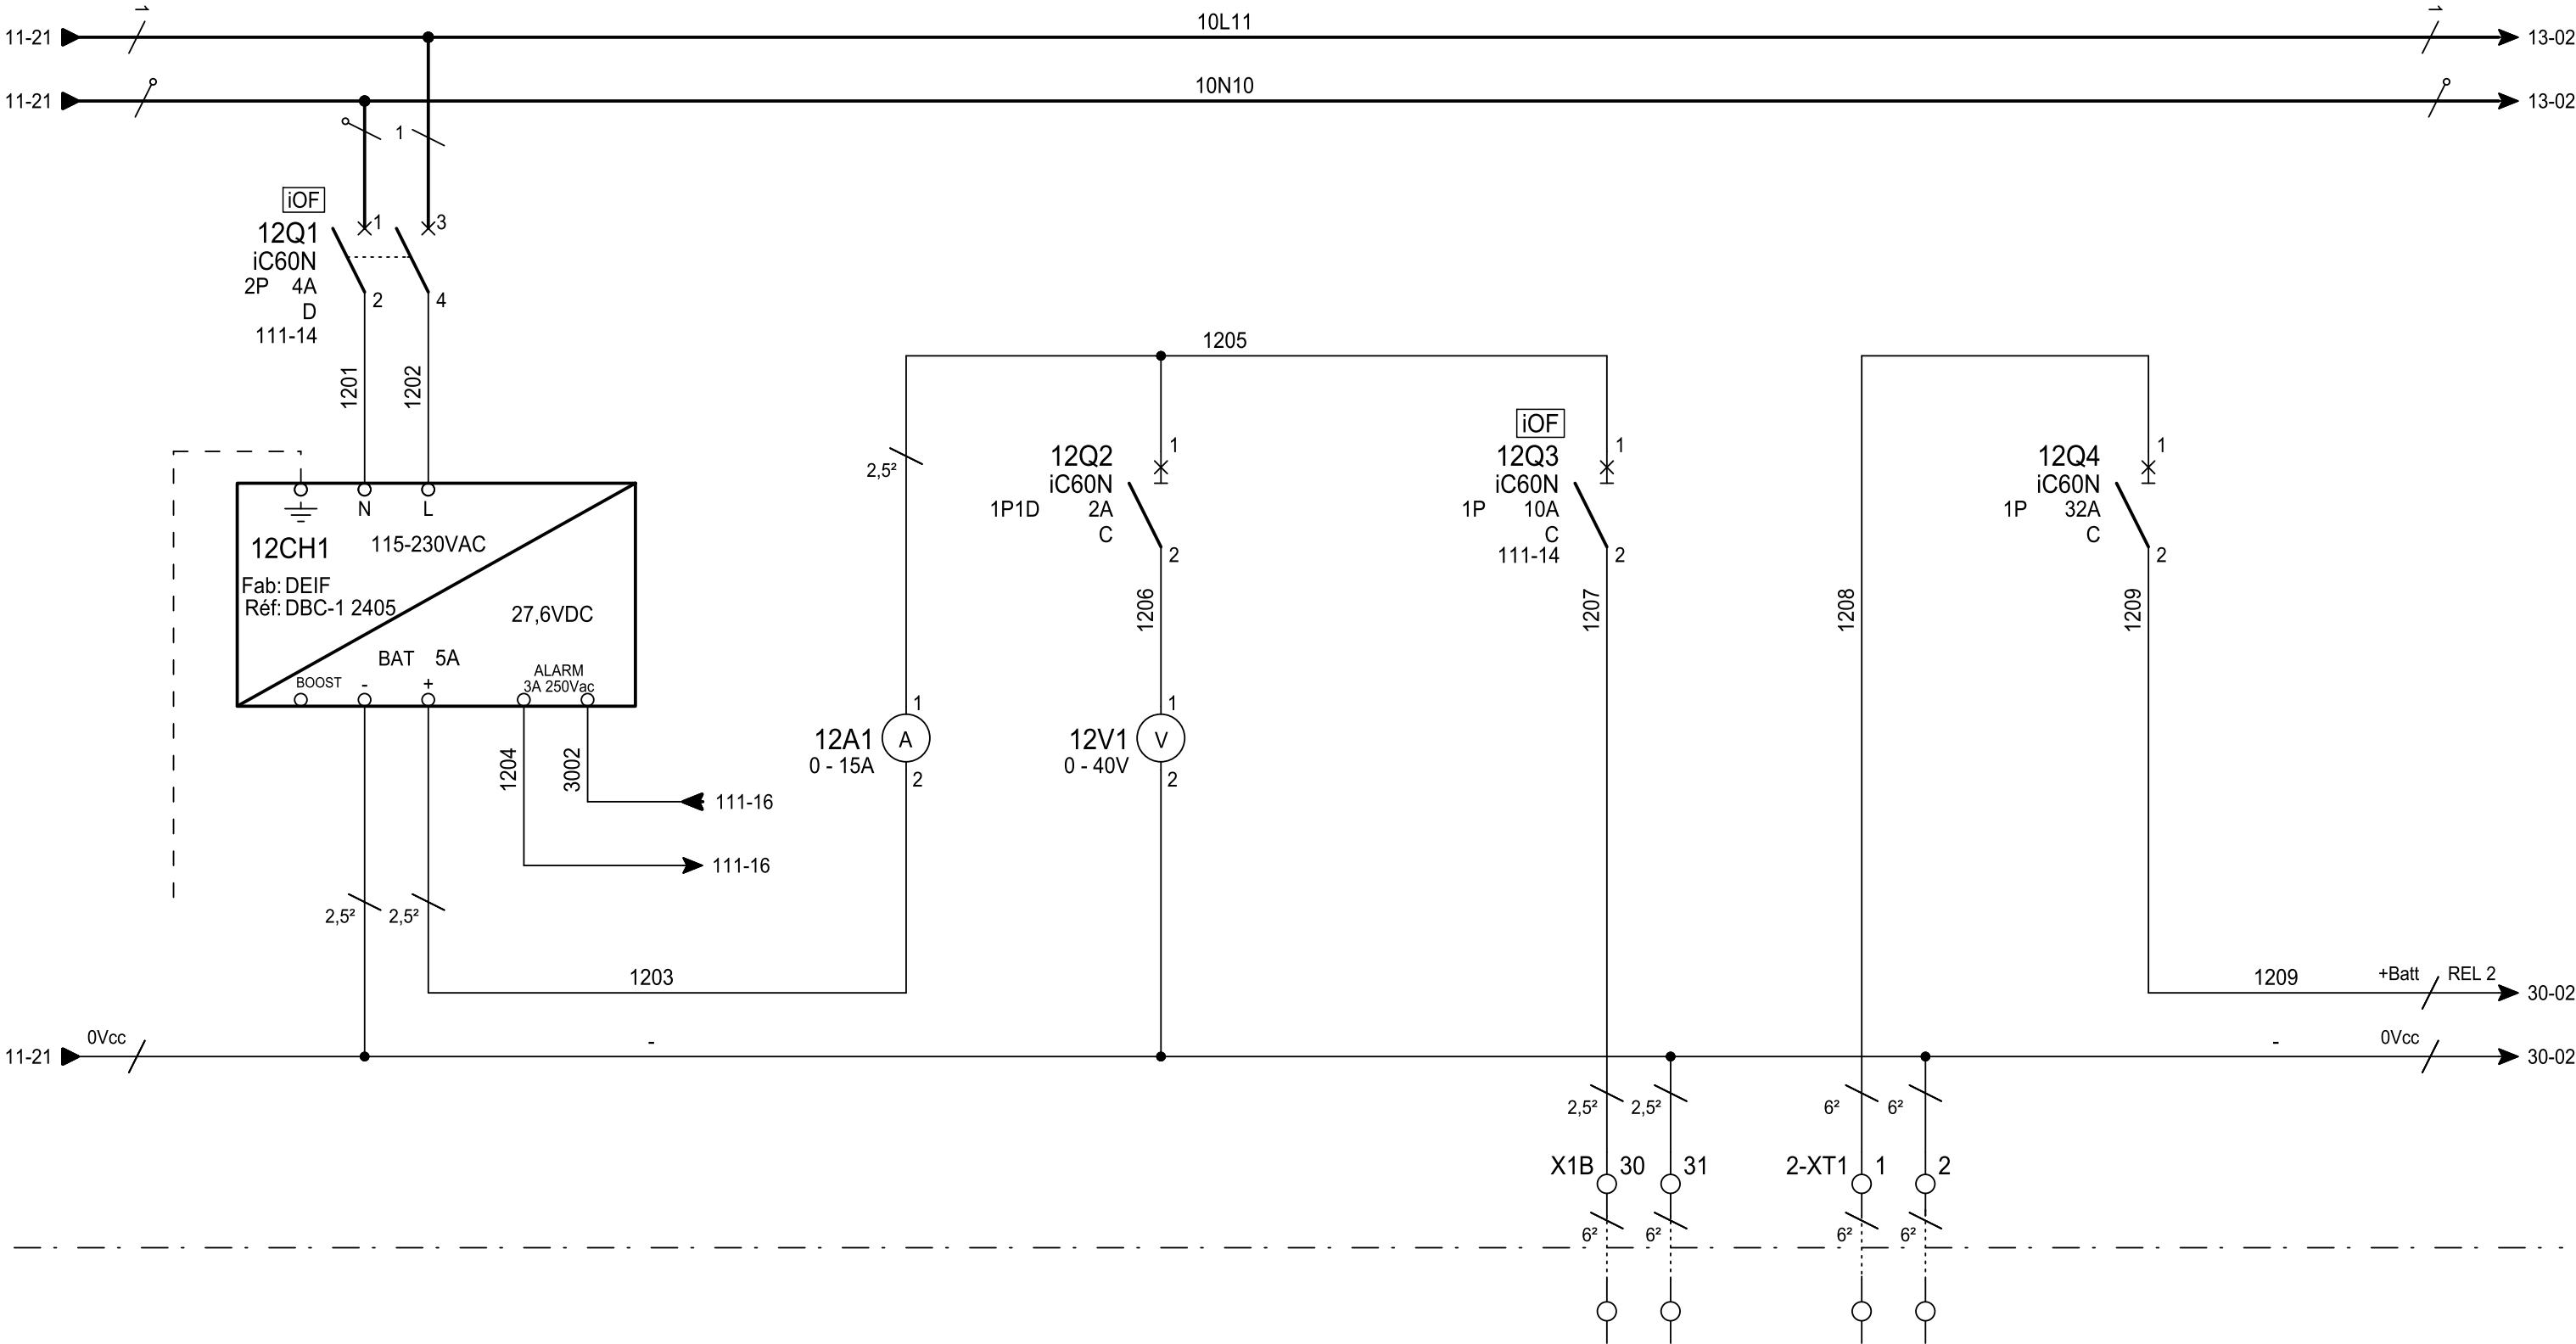 1
1
11-21
10L11
13-02
11-21
10N10
13-02
1
iOF
12Q1
1
3
iC60N
2P 4A
D
2
4
111-14
1201
1202
1205
2,5²
12Q2
1
iC60N
1P1D 2A
C
2
iOF
12Q3
1
iC60N
1P 10A
C
111-14
2
12Q4
1
iC60N
1P 32A
C
2
N
L
12CH1
115-230VAC
Fab: DEIF
Réf: DBC-1 2405
27,6VDC
BAT 5A
BOOST
-
+
ALARM
3A 250Vac
1206
1207
1208
1209
1204
3002
111-16
111-16
1
12A1
A
0 - 15A
2
1
12V1
V
0 - 40V
2
2,5²
2,5²
1203
1209
+Batt
REL 2
30-02
11-21
0Vcc
-
-
0Vcc
30-02
2,5²
2,5²
6²
6²
X1B
30
31
2-XT1
1
2
6²
6²
6²
6²